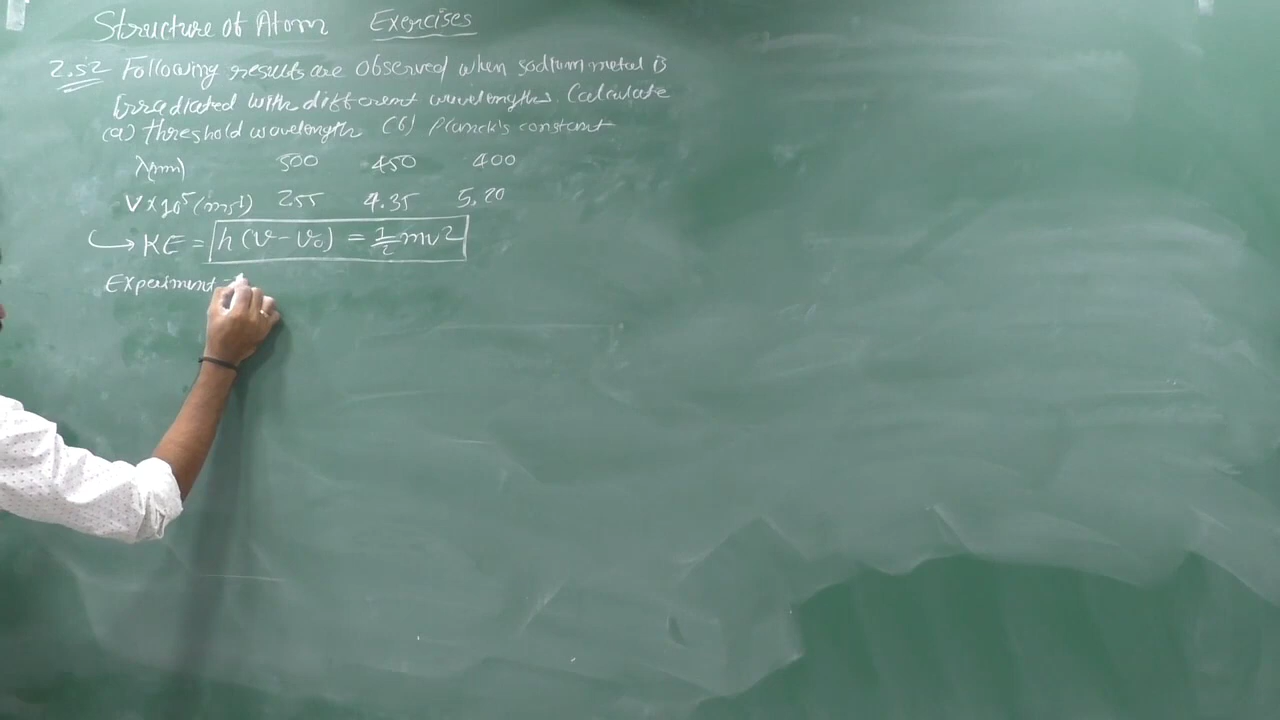 Structure of Atom Exercises
2.52 Following results are observed when sodium metal is
irradiated with different wavelengths. Calculate
(a) threshold wavelength (b) Planck's constant
λ(nm) 500 450 400
V×10⁵(ms⁻¹) 2.55 4.35 5.20
KE = h(ν-ν₀) = 1/2 mv²
Experiment